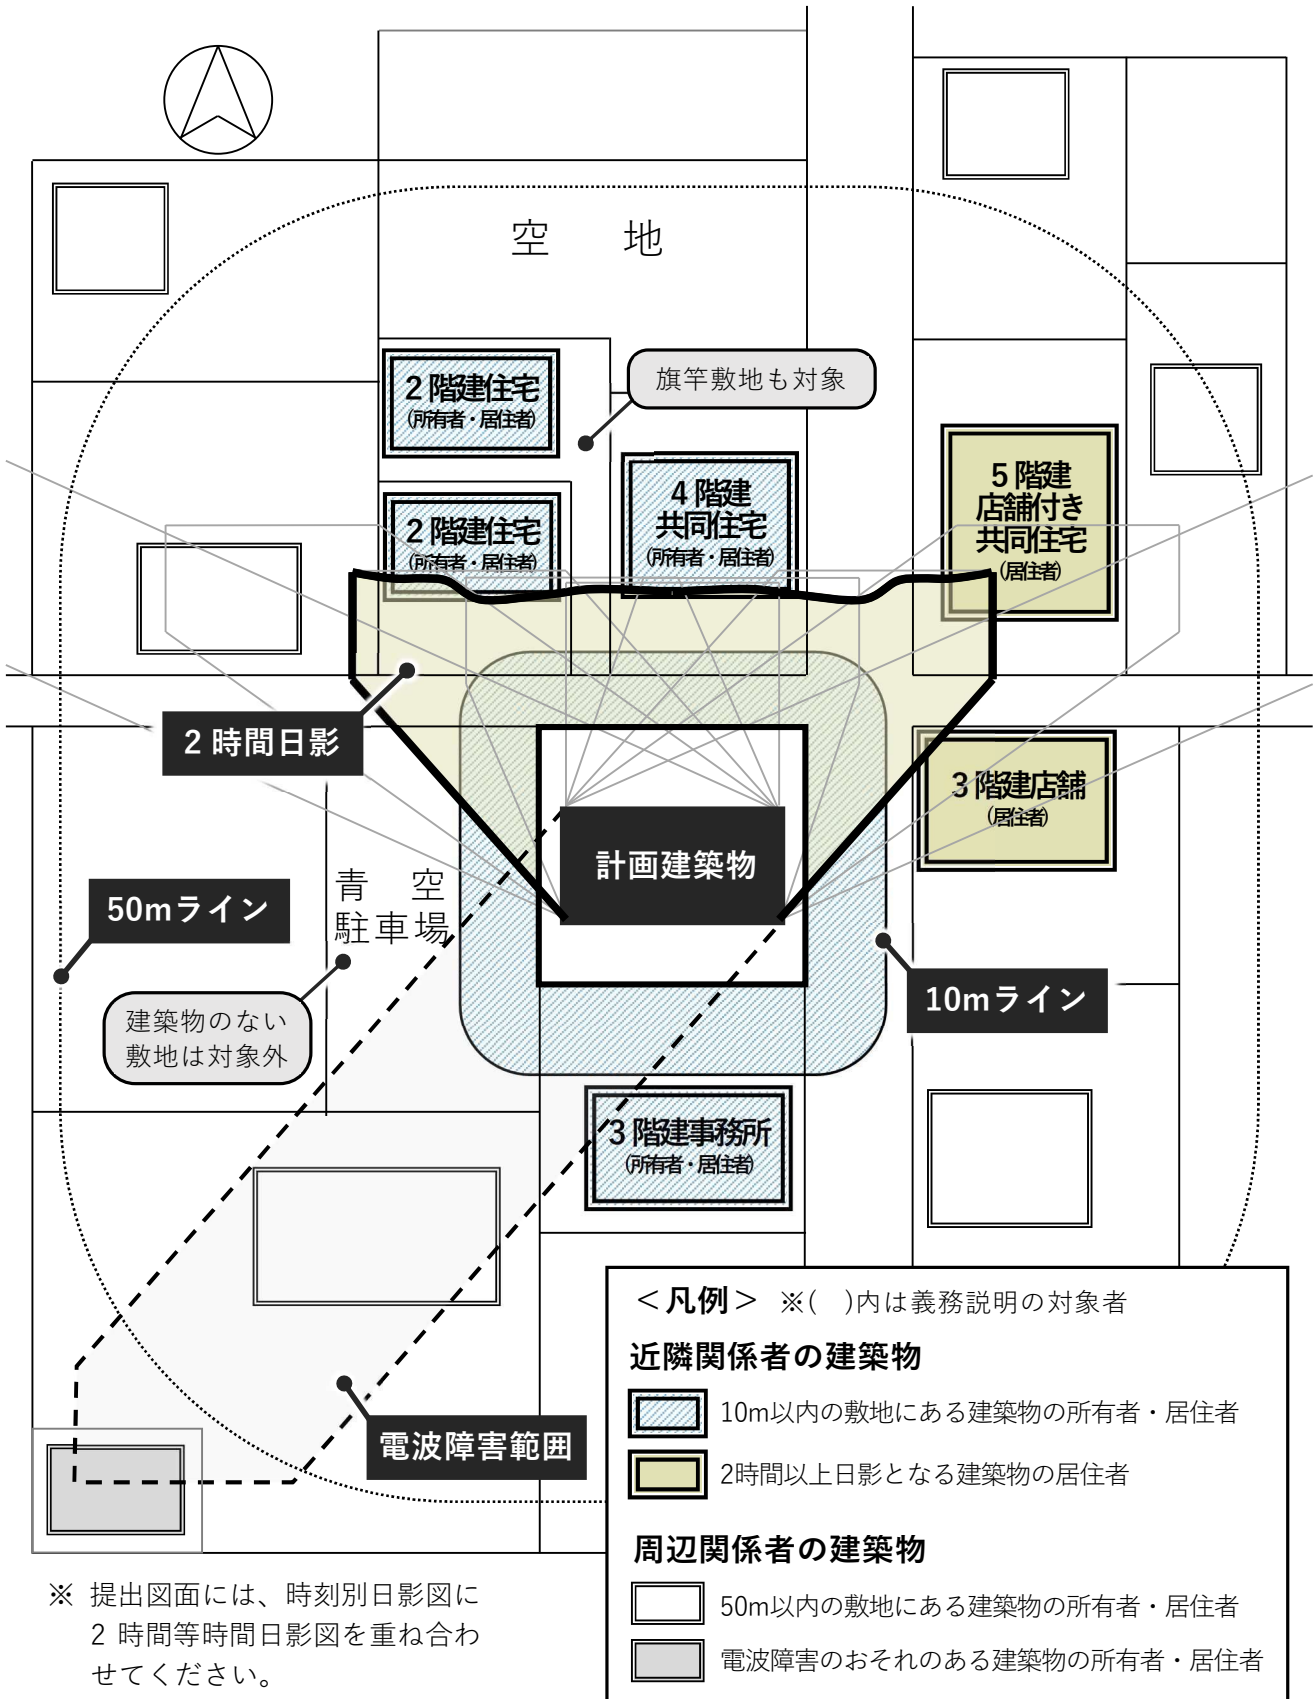 空 地
2階建住宅
(所有者・居住者)
旗竿敷地も対象
2階建住宅
(所有者・居住者)
4階建
共同住宅
(所有者・居住者)
5階建
店舗付き
共同住宅
(居住者)
2時間日影
3階建店舗
(居住者)
計画建築物
青 空
駐車場
50mライン
10mライン
建築物のない
敷地は対象外
3階建事務所
(所有者・居住者)
電波障害範囲
<凡例> ※( )内は義務説明の対象者
近隣関係者の建築物
10m以内の敷地にある建築物の所有者・居住者
2時間以上日影となる建築物の居住者
周辺関係者の建築物
50m以内の敷地にある建築物の所有者・居住者
電波障害のおそれのある建築物の所有者・居住者
※ 提出図面には、時刻別日影図に
2 時間等時間日影図を重ね合わ
せてください。